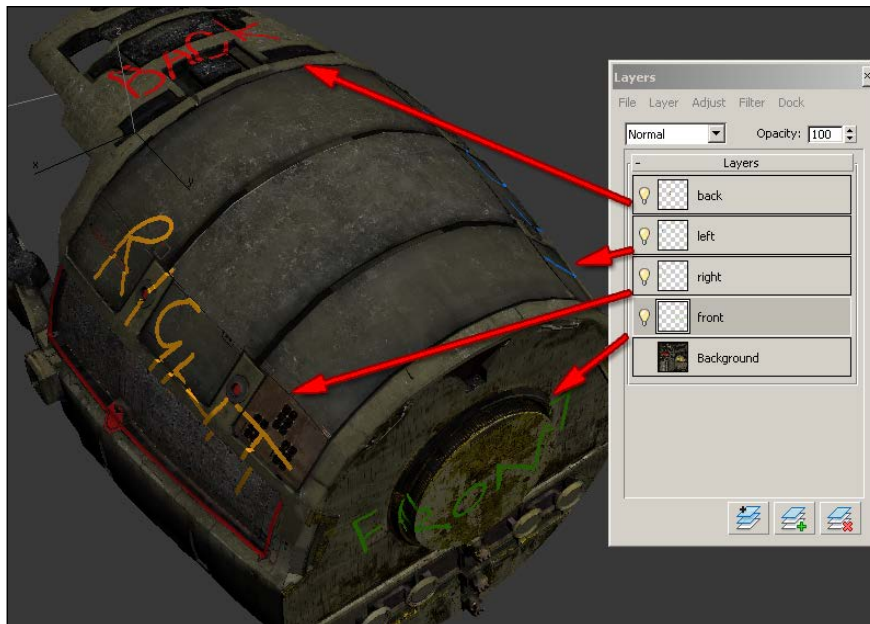 BACK
RIGHT
FRONT
x
z
y
Layers
File Layer Adjust Filter Dock
Normal Opacity: 100
- Layers
back
left
right
front
Background